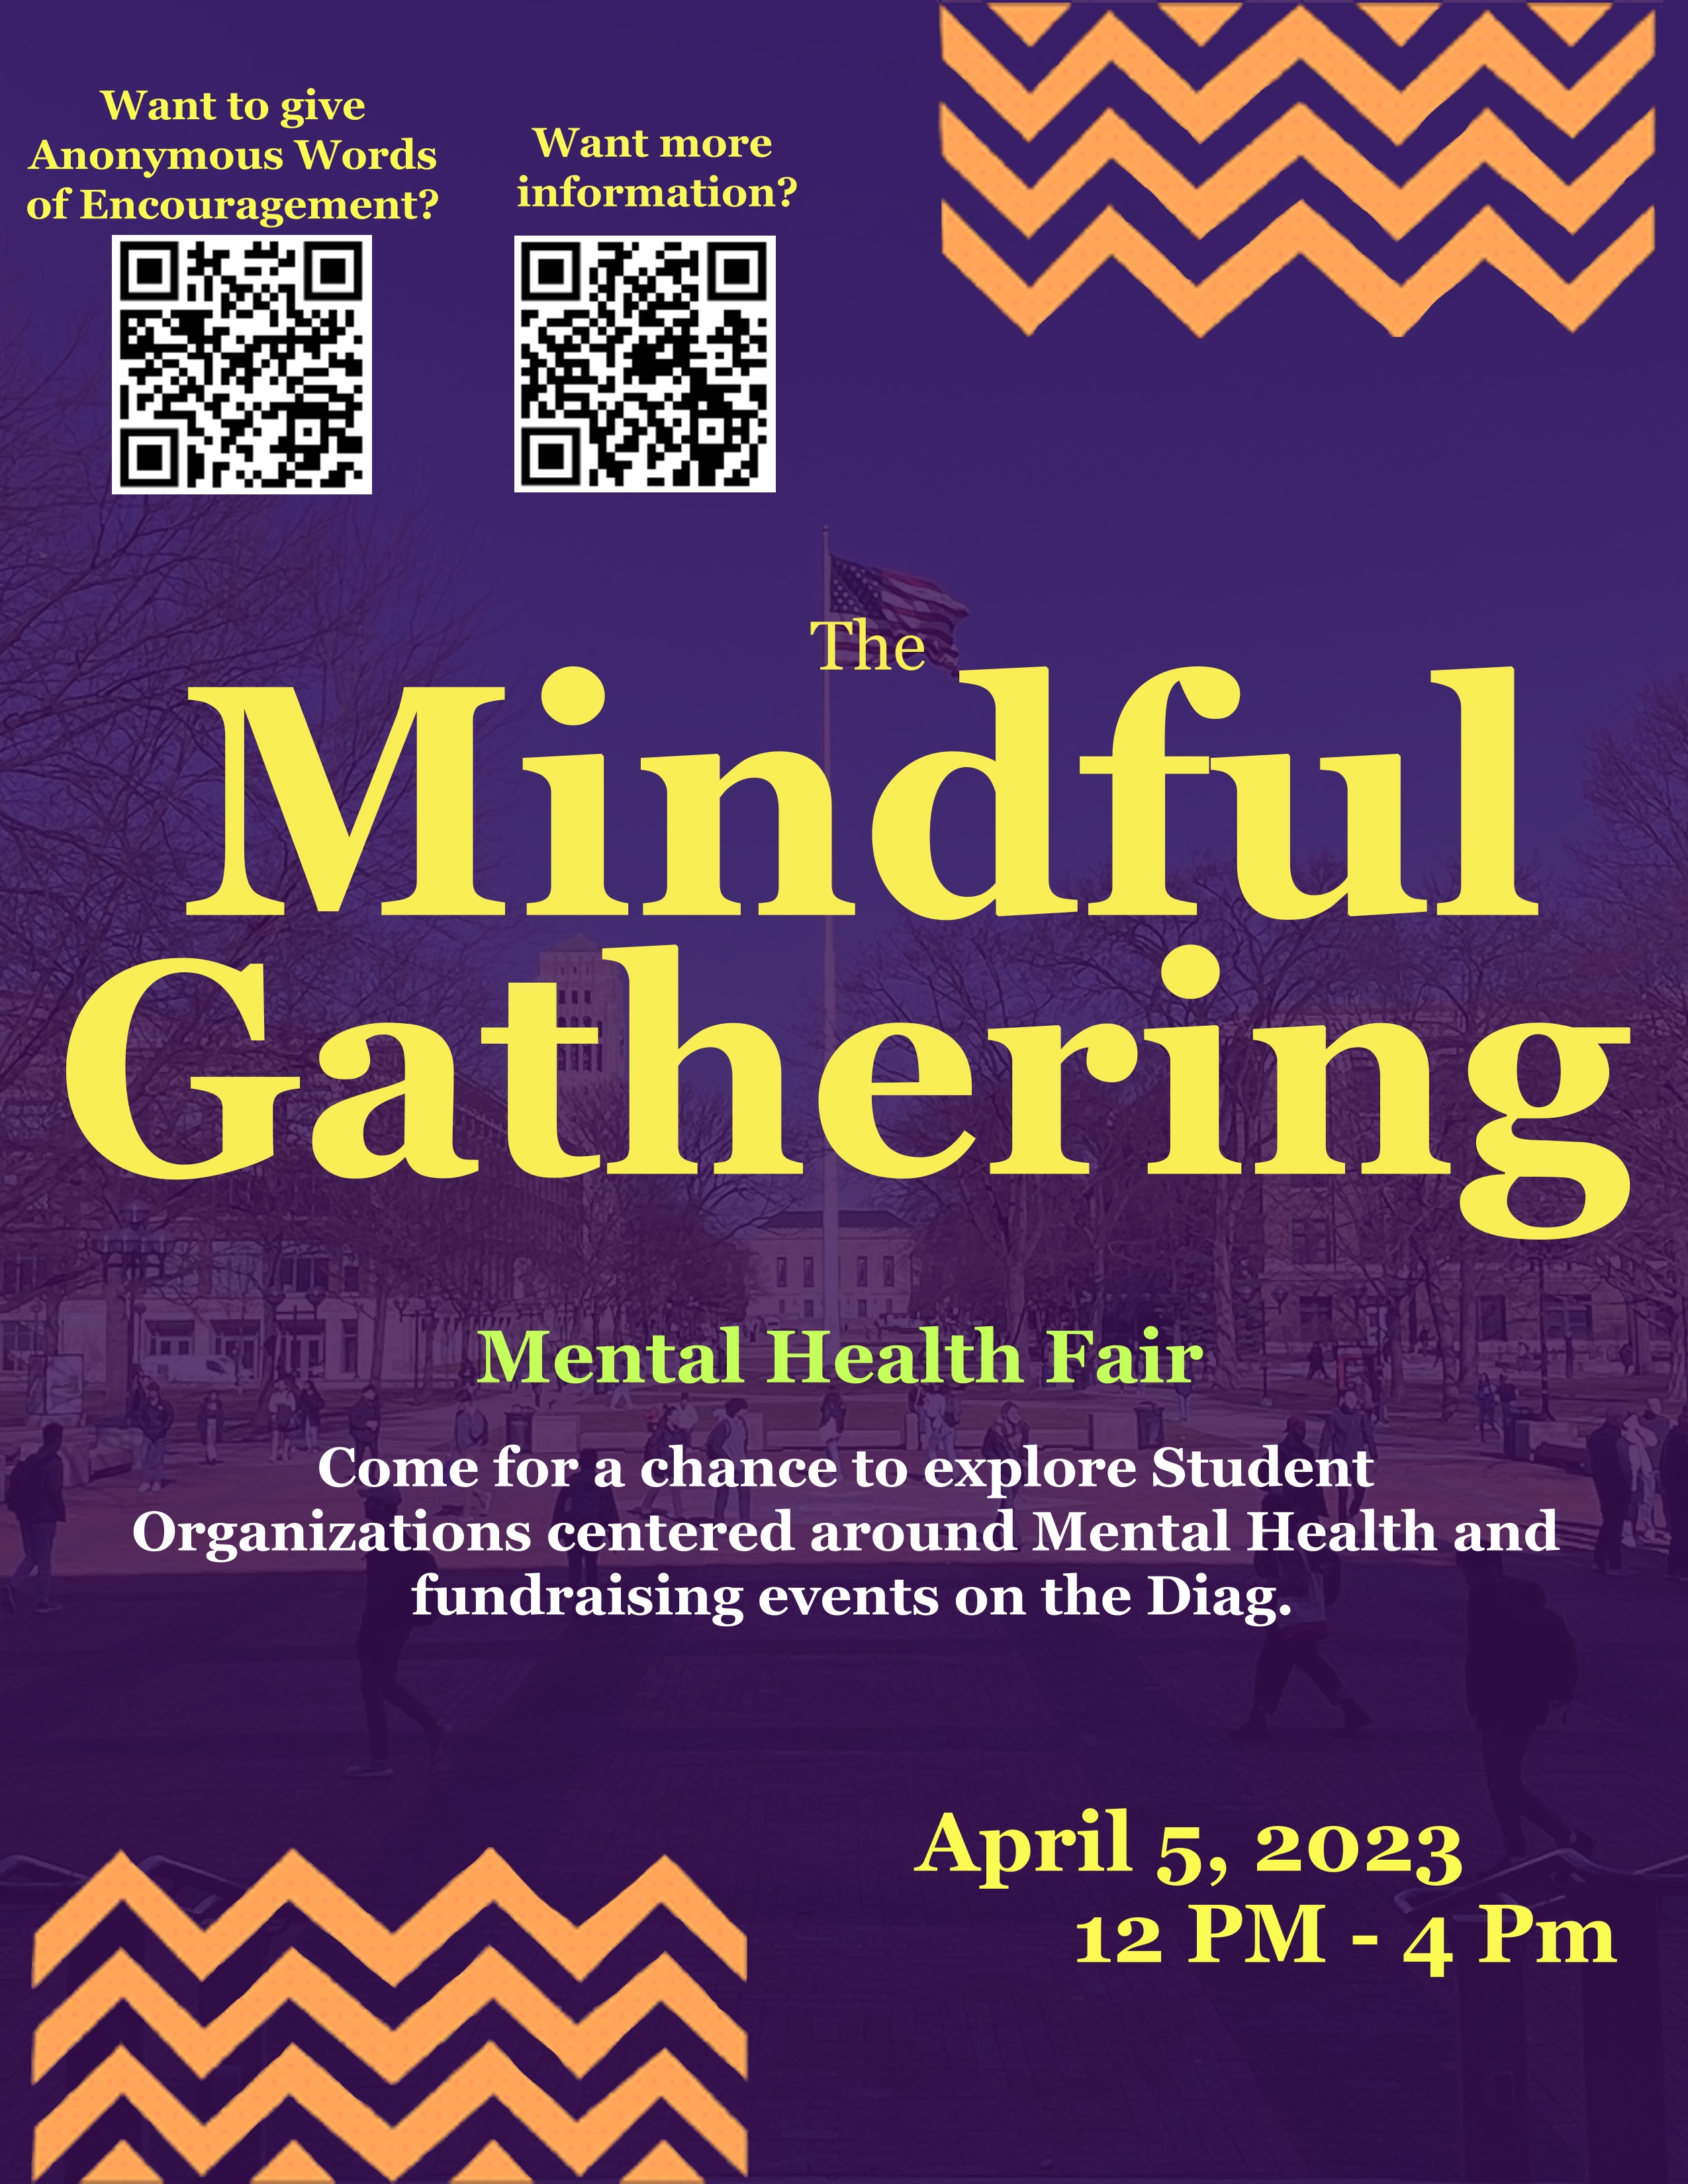 Want to give
Anonymous Words
of Encouragement?
Want more
information?
The
Mindful
Gathering
Mental Health Fair
Come for a chance to explore Student
Organizations centered around Mental Health and
fundraising events on the Diag.
April 5, 2023
12 PM - 4 Pm